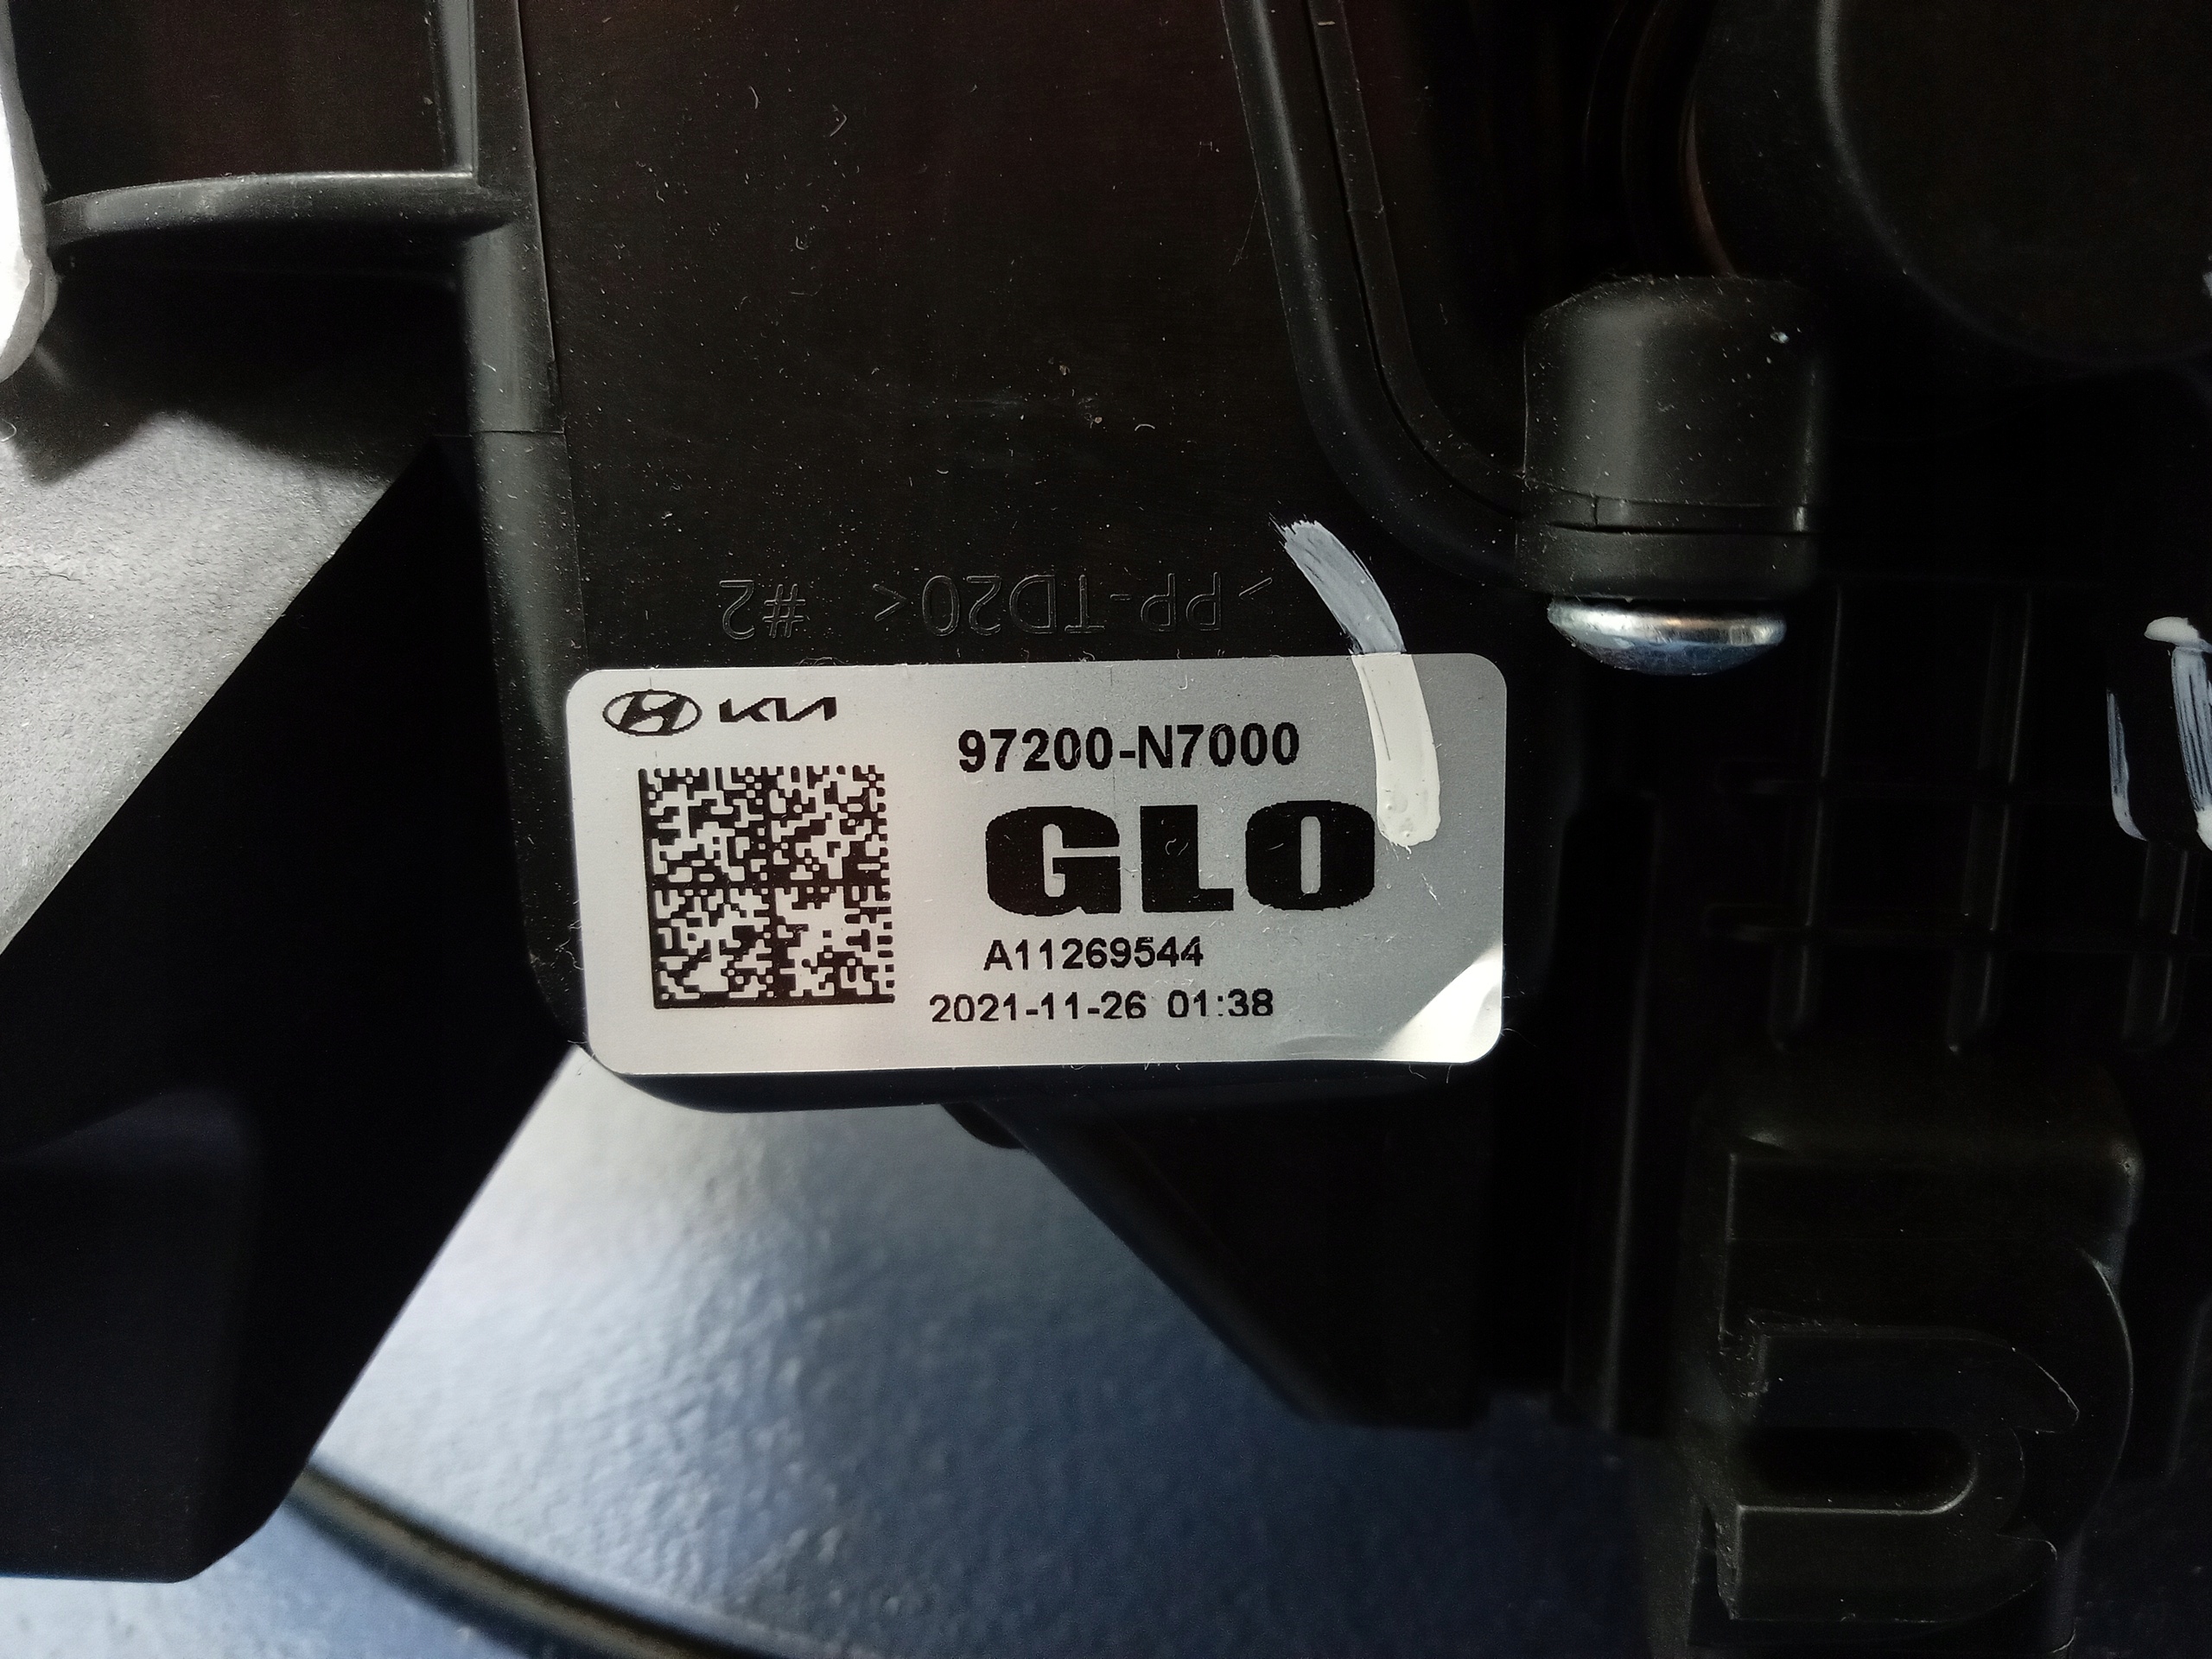 >PP-TD20< #2
KIA
97200-N7000
GLO
A11269544
2021-11-26 01:38